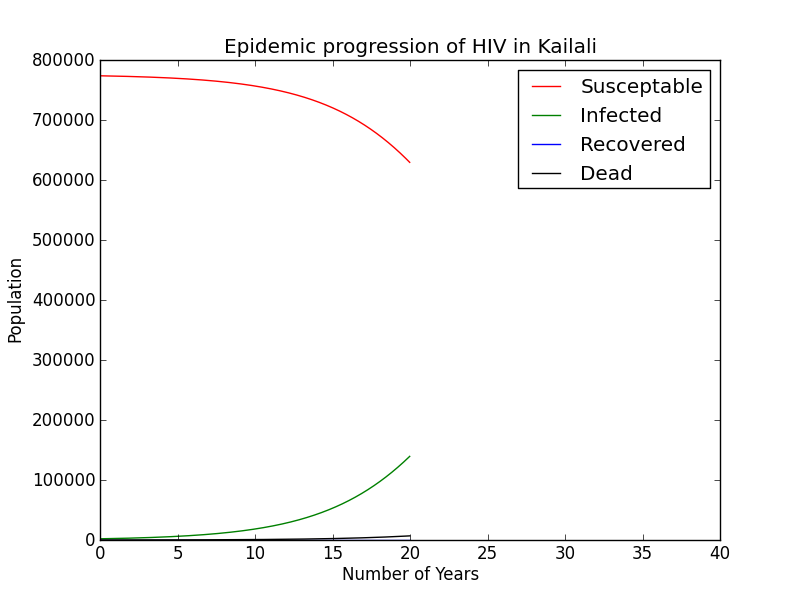 Epidemic progression of HIV in Kailali
800000
700000
600000
500000
400000
300000
200000
100000
0
Population
Susceptable
Infected
Recovered
Dead
0 5 10 15 20 25 30 35 40
Number of Years